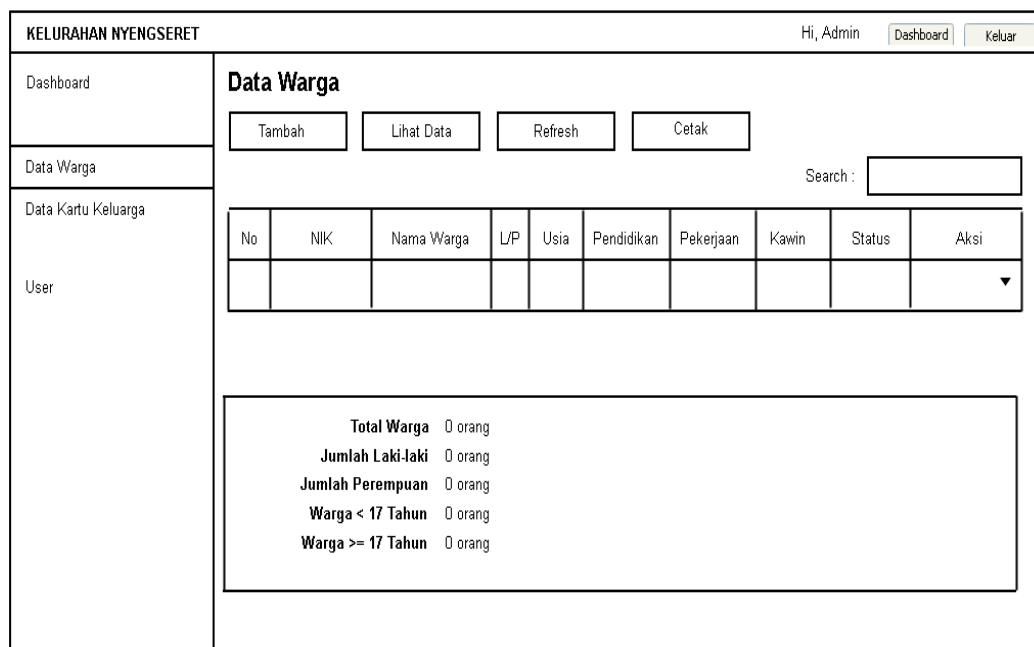 KELURAHAN NYENGSERET Hi, Admin Dashboard Keluar
Dashboard
Data Warga
Data Kartu Keluarga
User
Data Warga
Tambah Lihat Data Refresh Cetak
Search :
No NIK Nama Warga L/P Usia Pendidikan Pekerjaan Kawin Status Aksi
Total Warga 0 orang
Jumlah Laki-laki 0 orang
Jumlah Perempuan 0 orang
Warga < 17 Tahun 0 orang
Warga >= 17 Tahun 0 orang